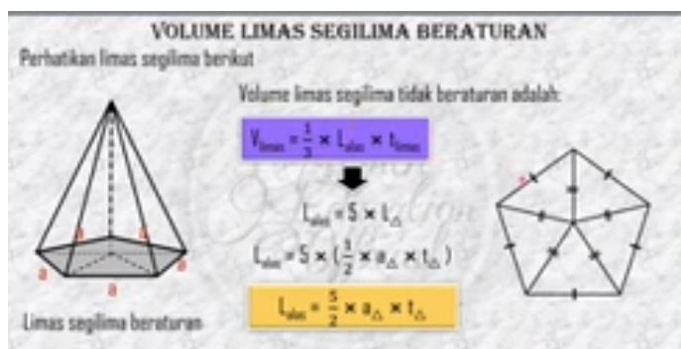 VOLUME LIMAS SEGILIMA BERATURAN
Perhatikan limas segilima berikut
Volume limas segilima tidak beraturan adalah:
V_limas = 1/3 × L_alas × t_limas
L_alas = 5 × L_△
L_alas = 5 × (1/2 × a_△ × t_△)
L_alas = 5/2 × a_△ × t_△
a
a
a
a
a
Limas segilima beraturan